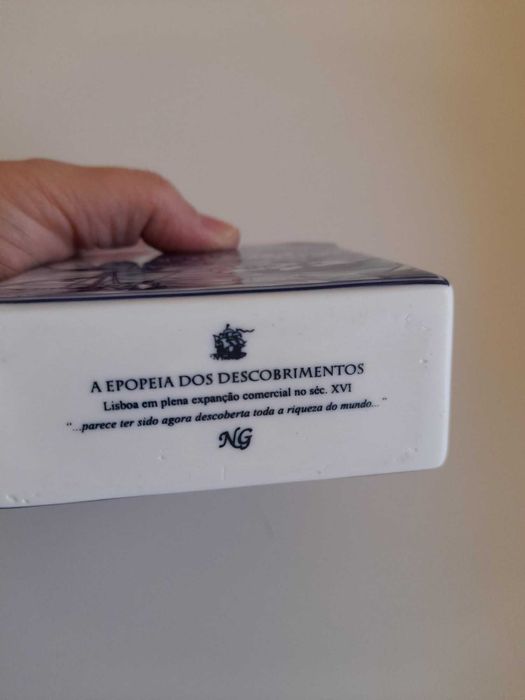 A EPOPEIA DOS DESCOBRIMENTOS
Lisboa em plena expanção comercial no séc. XVI
"...parece ter sido agora descoberta toda a riqueza do mundo..."
NG